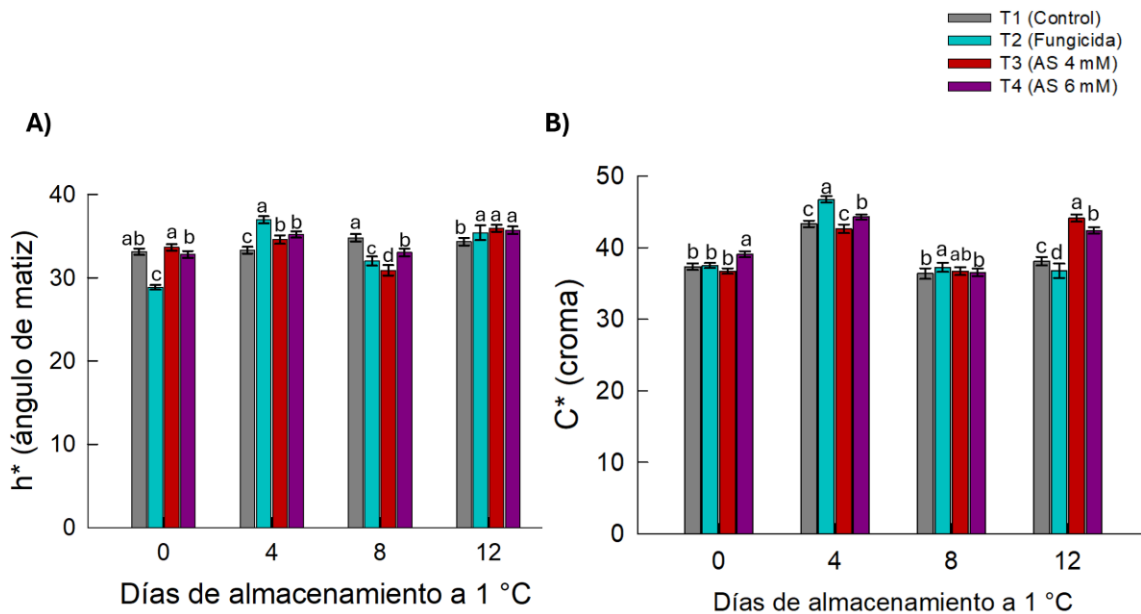 T1 (Control)
T2 (Fungicida)
T3 (AS 4 mM)
T4 (AS 6 mM)
A)
h* (ángulo de matiz)
40
30
20
10
0
ab c a b
c a b b
a c d b
b a a a
0 4 8 12
Días de almacenamiento a 1 °C
B)
C* (croma)
50
40
30
20
10
0
b b b a
c a c b
b a ab b
c d a b
0 4 8 12
Días de almacenamiento a 1 °C